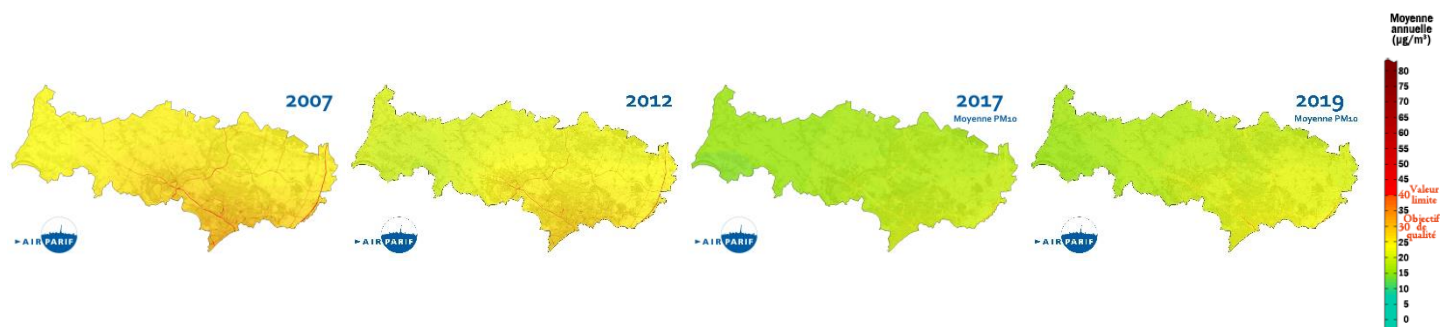 2007
AIRPARIF
2012
AIRPARIF
2017
Moyenne PM10
AIRPARIF
2019
Moyenne PM10
AIRPARIF
Moyenne
annuelle
(µg/m³)
80
75
70
65
60
55
50
45
40 Valeur
limite
35
Objectif
30 de
qualité
25
20
15
10
5
0